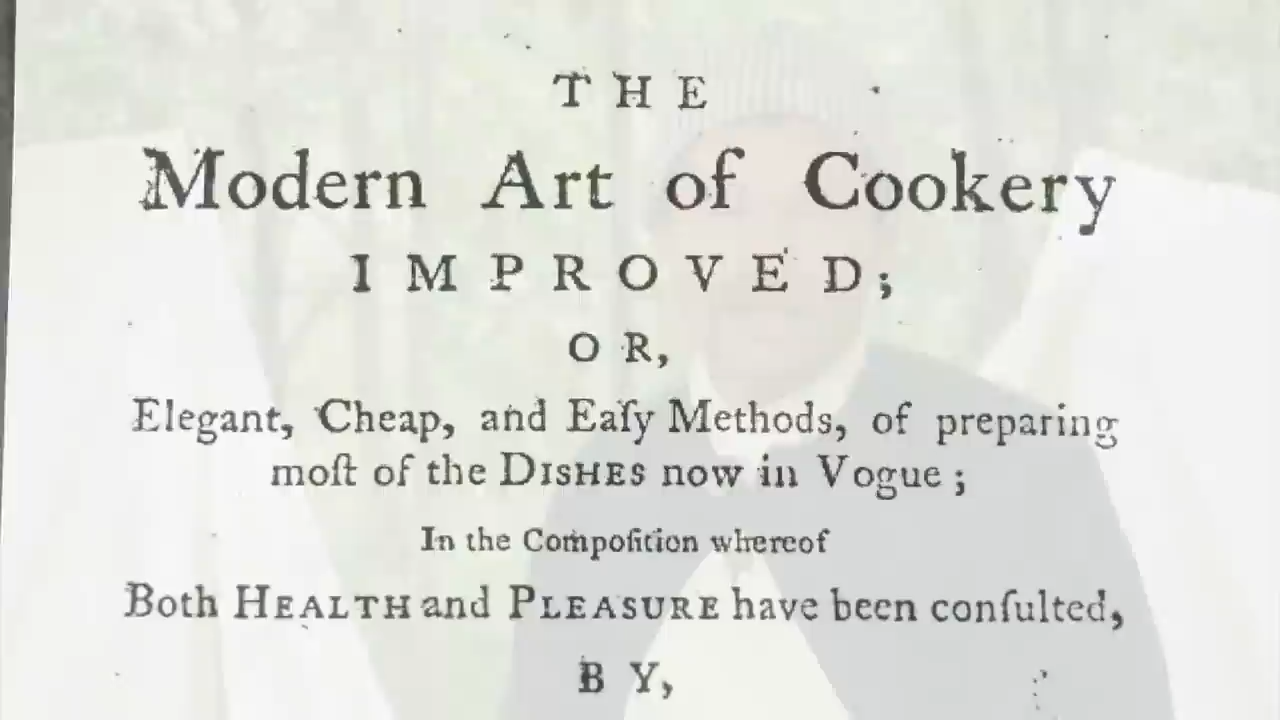 THE
Modern Art of Cookery
IMPROVED;
OR,
Elegant, Cheap, and Eaſy Methods, of preparing
moſt of the DISHES now in Vogue;
In the Compoſition whereof
Both HEALTH and PLEASURE have been conſulted,
BY,